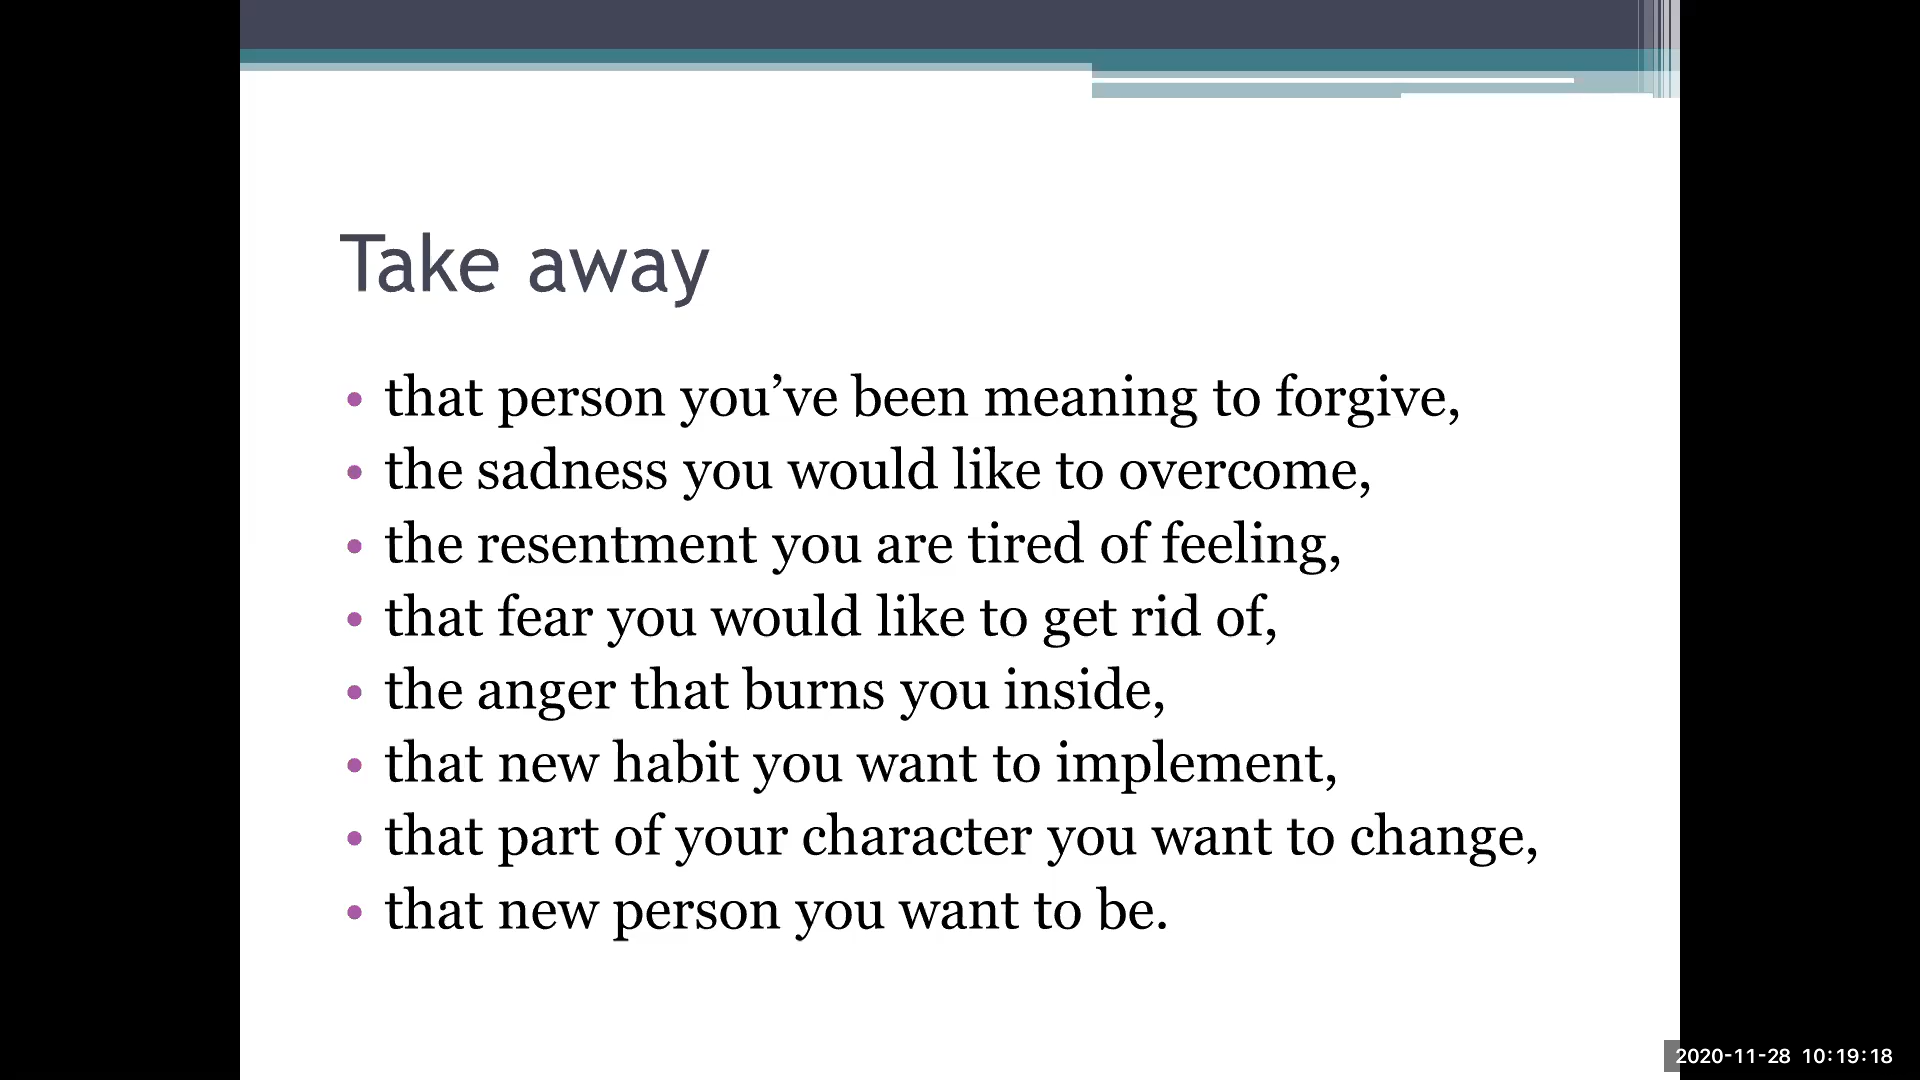 Take away
• that person you’ve been meaning to forgive,
• the sadness you would like to overcome,
• the resentment you are tired of feeling,
• that fear you would like to get rid of,
• the anger that burns you inside,
• that new habit you want to implement,
• that part of your character you want to change,
• that new person you want to be.
2020-11-28 10:19:18